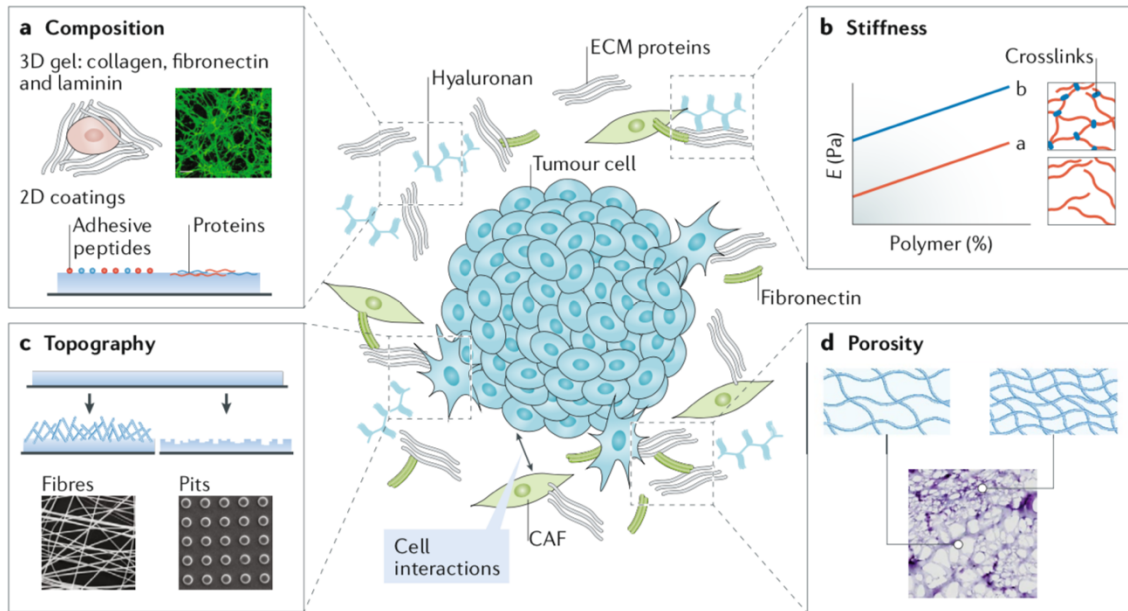 a Composition
3D gel: collagen, fibronectin
and laminin
2D coatings
Adhesive
peptides
Proteins
ECM proteins
Hyaluronan
Tumour cell
Fibronectin
CAF
Cell
interactions
b Stiffness
Crosslinks
b
a
E (Pa)
Polymer (%)
c Topography
Fibres
Pits
d Porosity